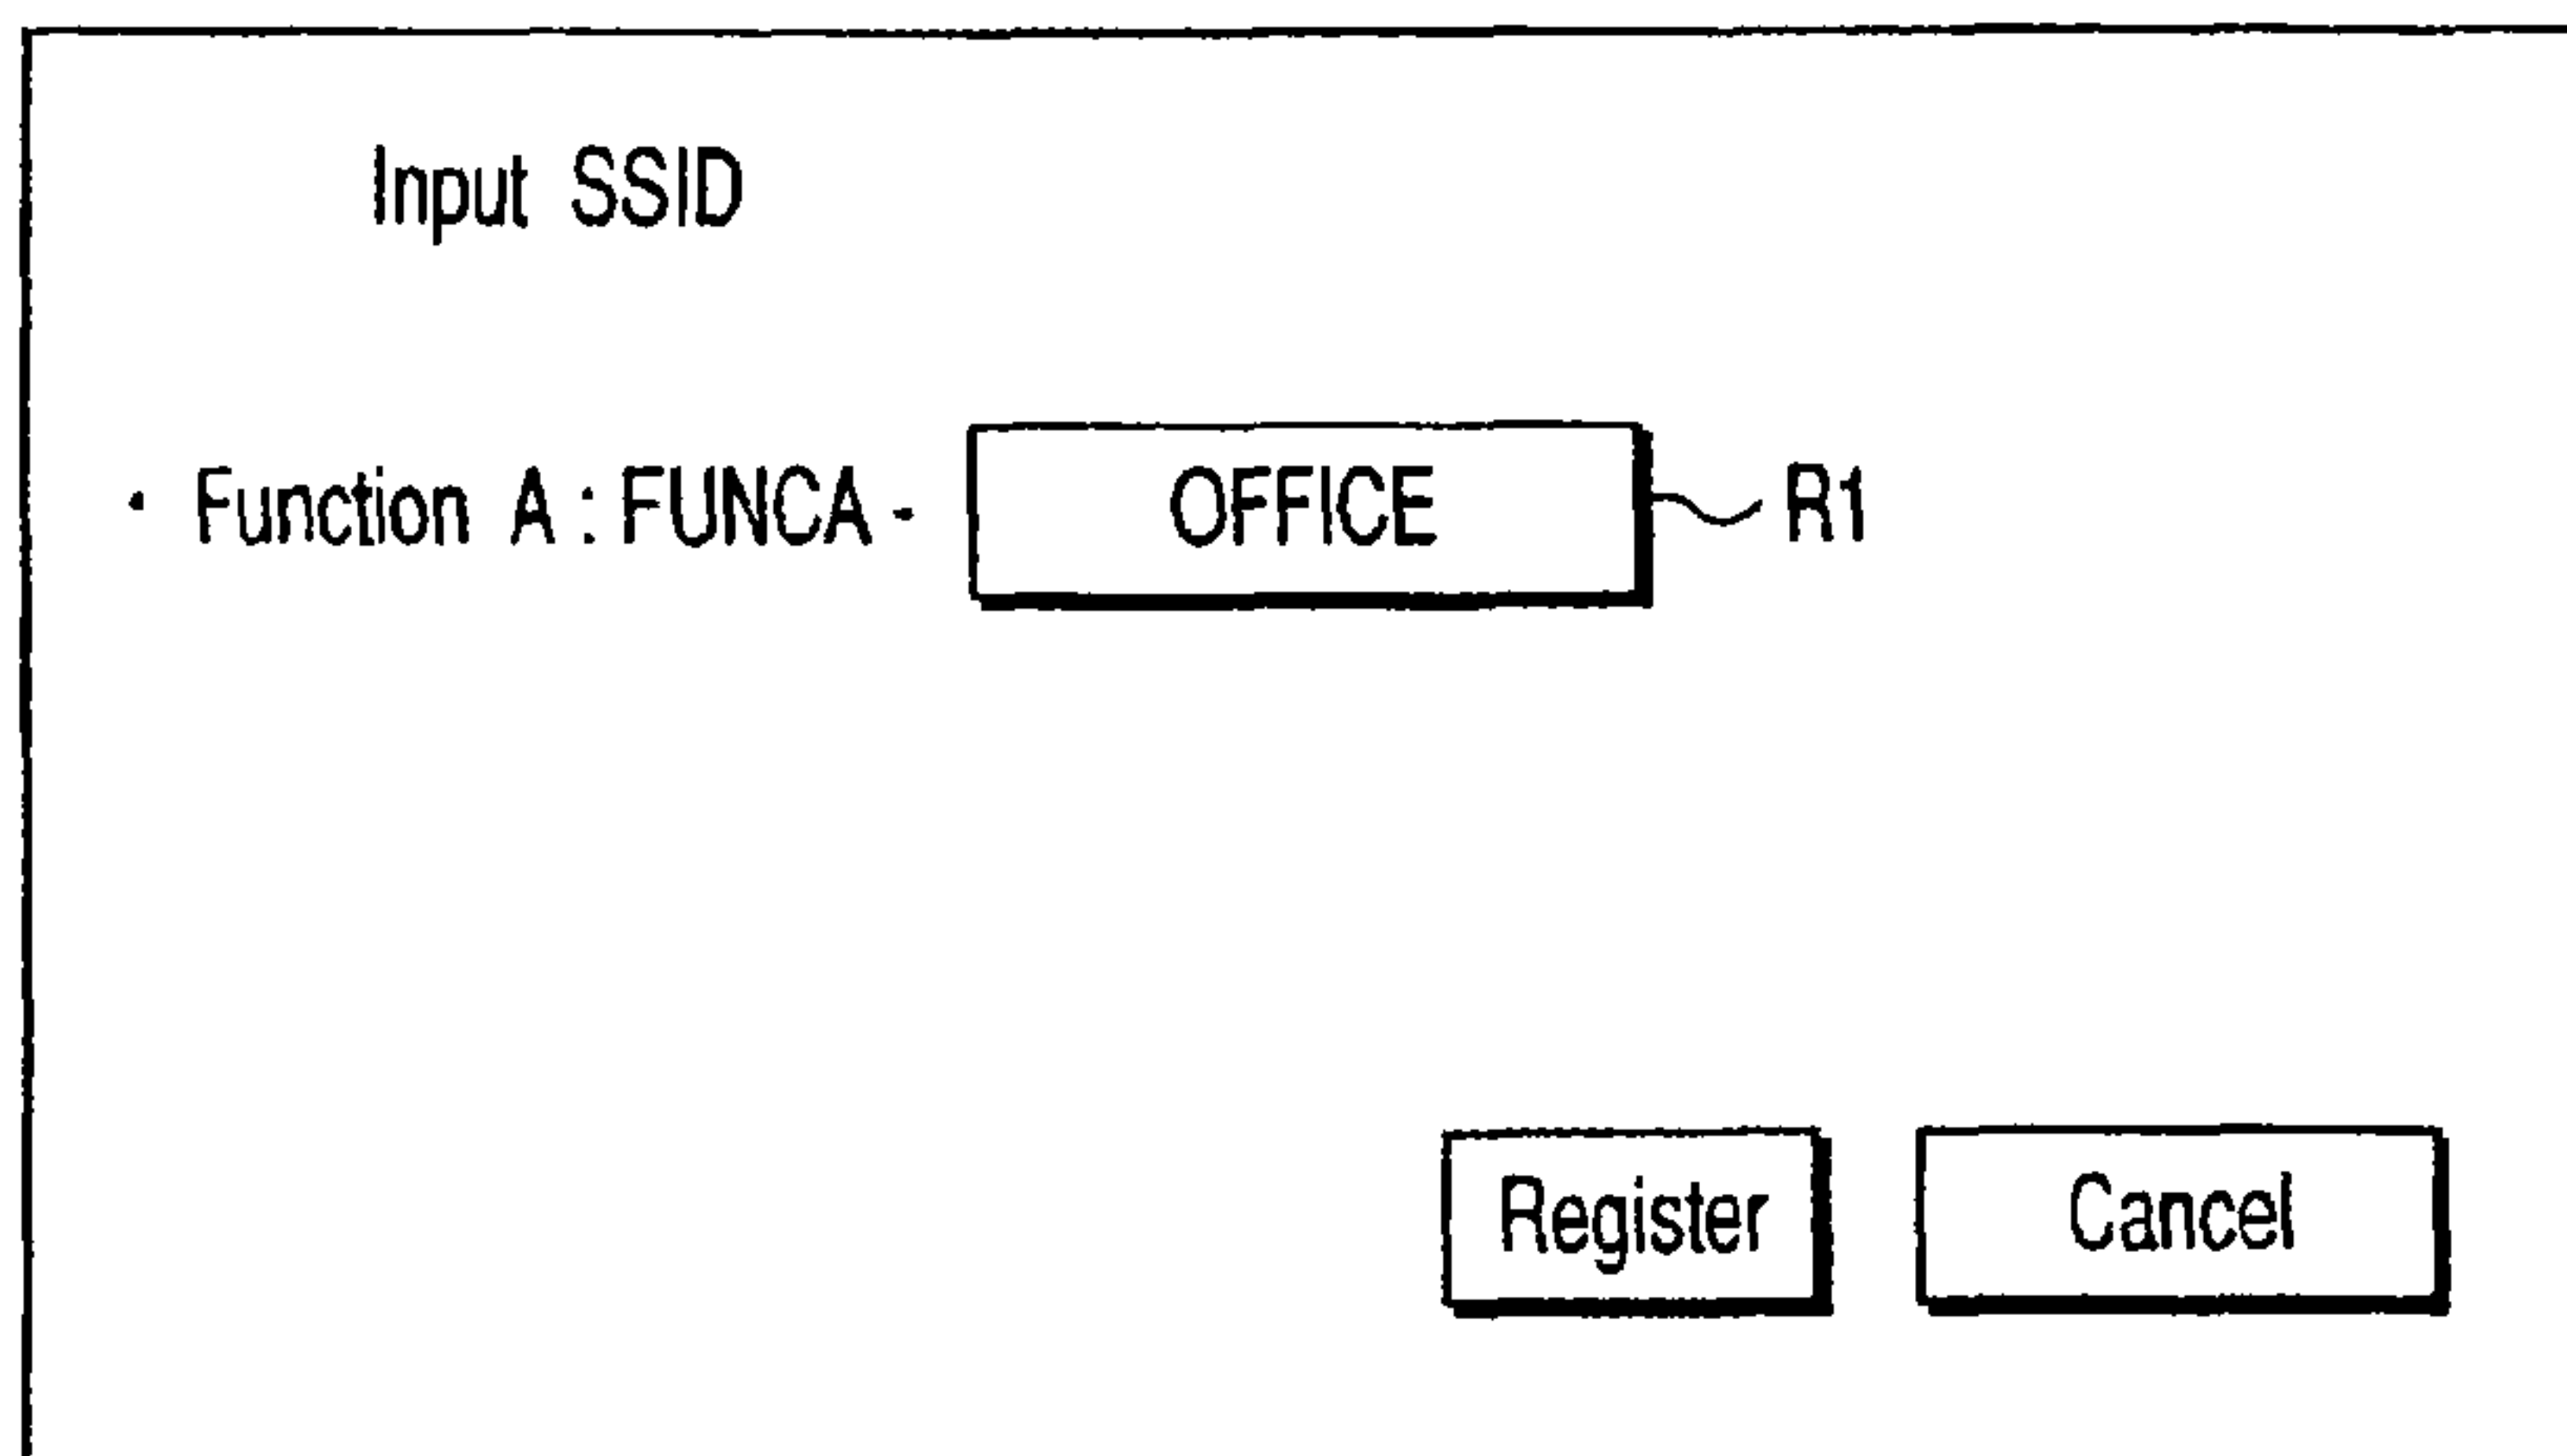 Input SSID
· Function A : FUNCA - OFFICE R1
Register Cancel